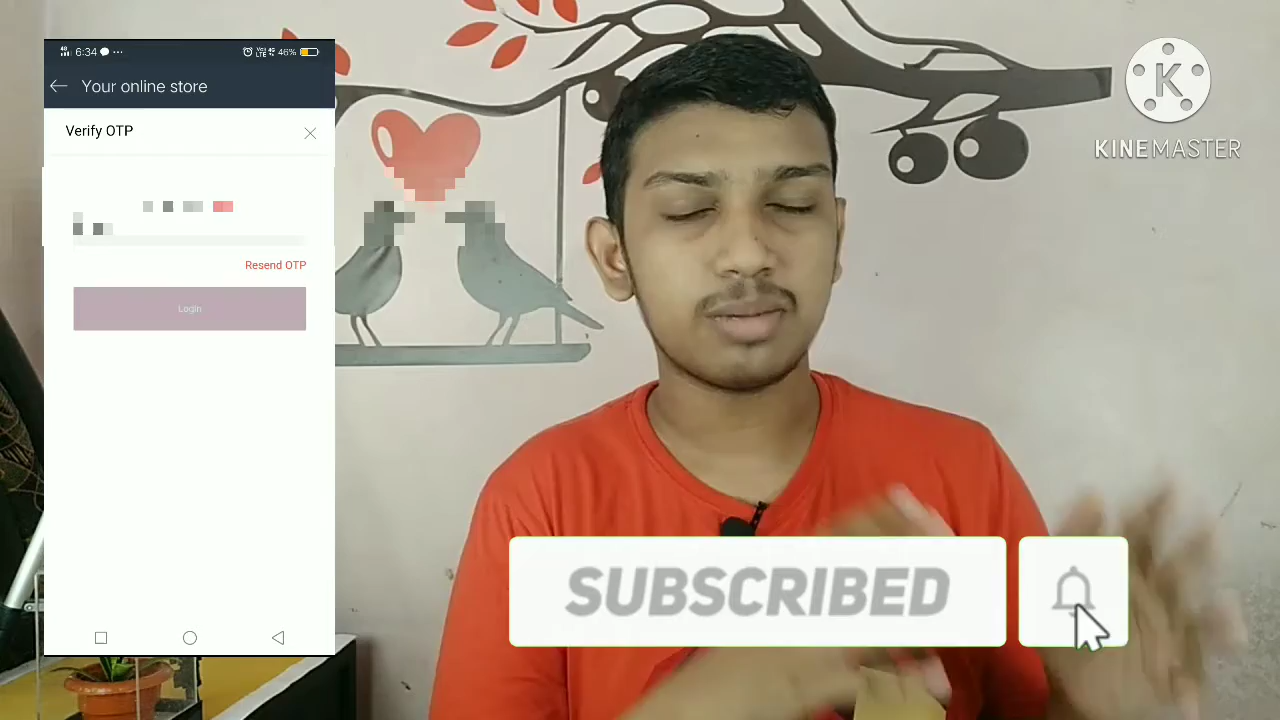 6:34
46%
Your online store
Verify OTP
Resend OTP
Login
K
KINEMASTER
SUBSCRIBED